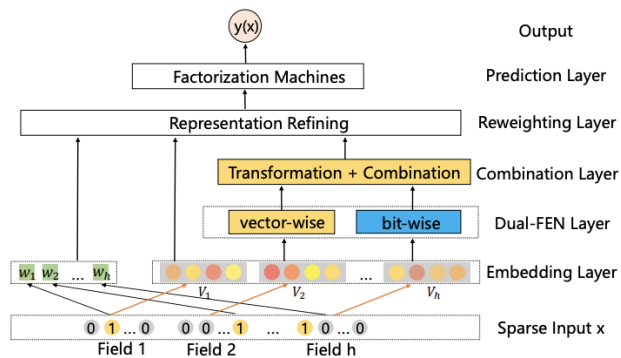 y(x) Output
Factorization Machines Prediction Layer
Representation Refining Reweighting Layer
Transformation + Combination Combination Layer
vector-wise bit-wise Dual-FEN Layer
w₁ w₂ ... wₕ ... Embedding Layer
V₁ V₂ Vₕ
0 1 ... 0 0 0 ... 1 ... 1 0 ... 0 Sparse Input x
Field 1 Field 2 Field h